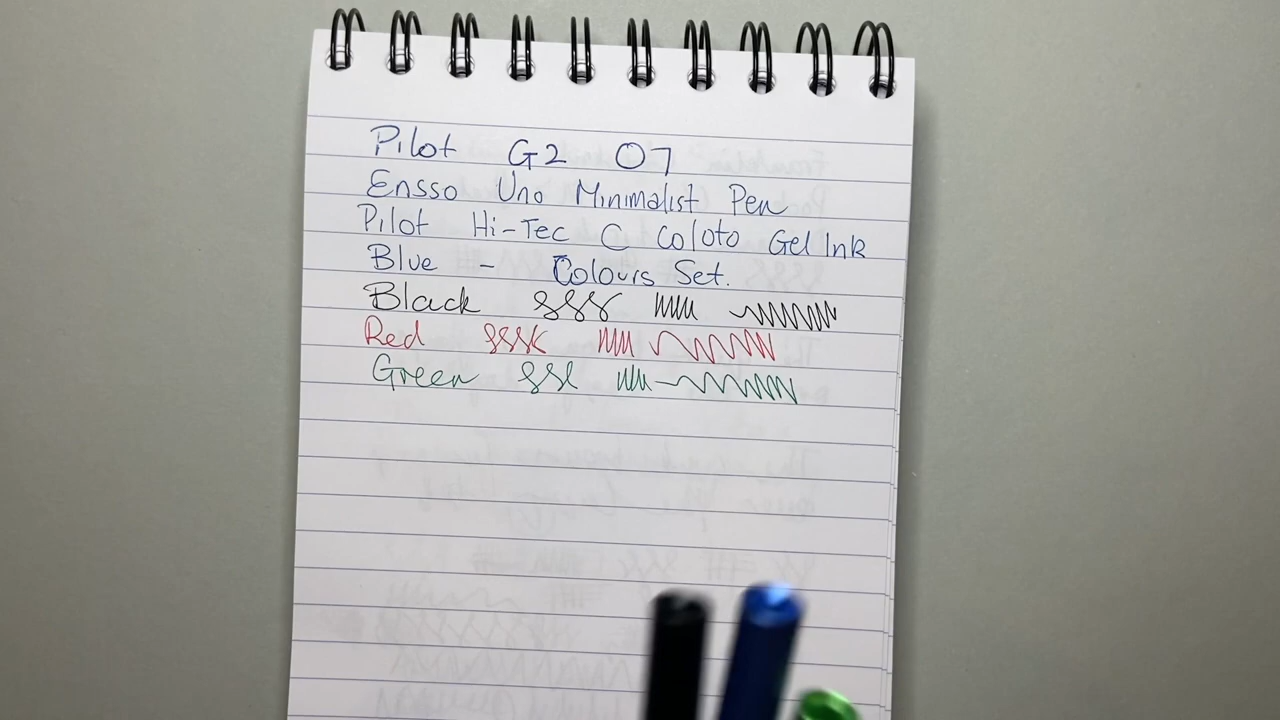 Pilot G2 07
Ensso Uno Minimalist Pen
Pilot Hi-Tec C Coloto Gel Ink
Blue - Colours Set.
Black
Red
Green